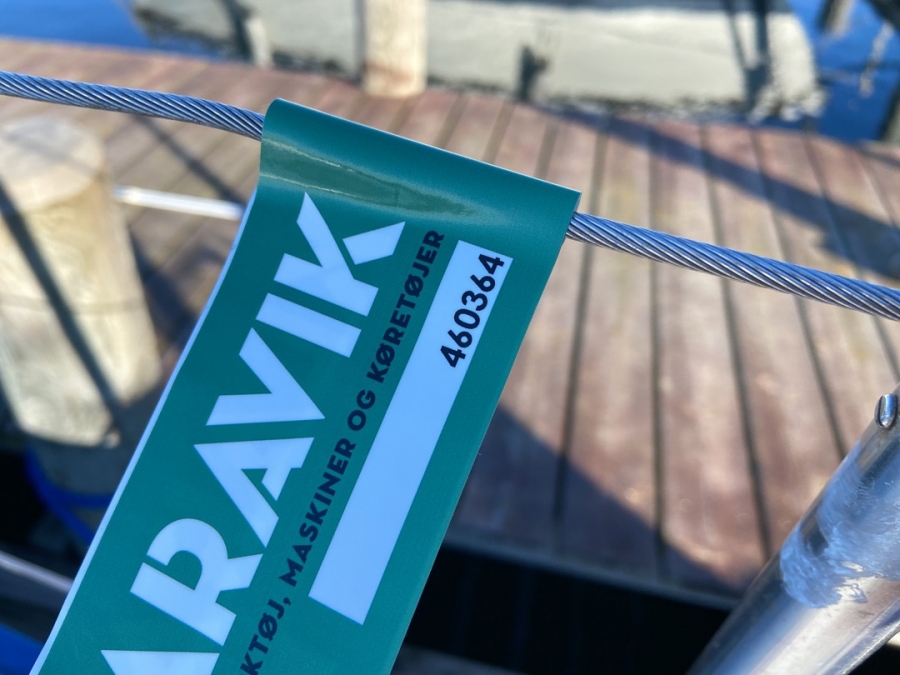 ARAVIK
KTØJ, MASKINER OG KØRETØJER
460364